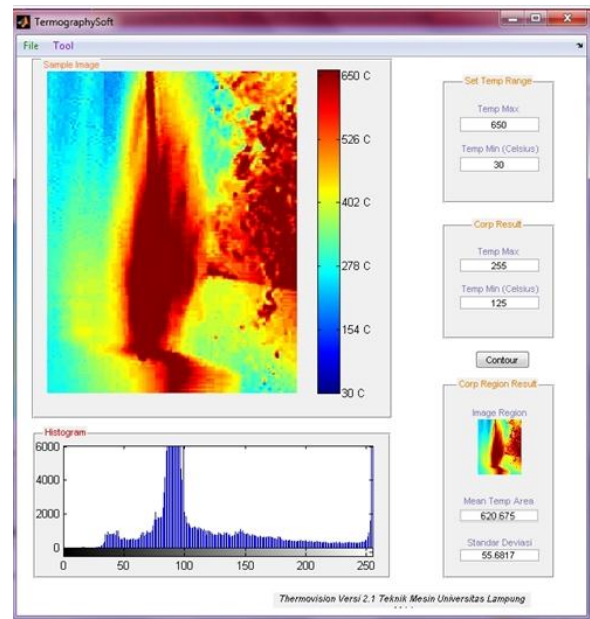 TermographySoft
File Tool
Sample Image
650 C
526 C
402 C
278 C
154 C
30 C
Set Temp Range
Temp Max
650
Temp Min (Celsius)
30
Corp Result
Temp Max
255
Temp Min (Celsius)
125
Contour
Corp Region Result
Image Region
Mean Temp Area
620.675
Standar Deviasi
55.6817
Histogram
6000
4000
2000
0
0 50 100 150 200 250
Thermovision Versi 2.1 Teknik Mesin Universitas Lampung